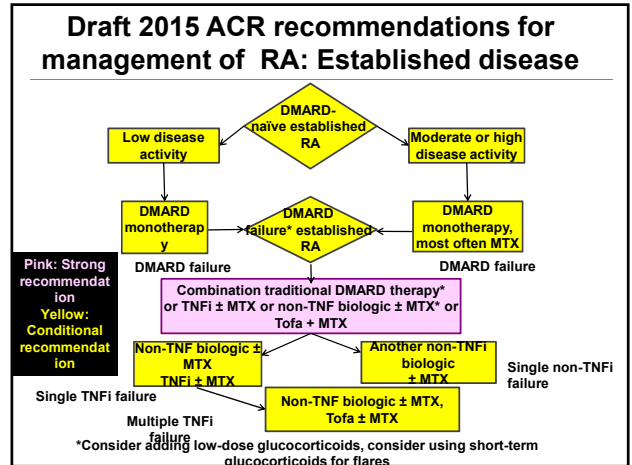 Draft 2015 ACR recommendations for
management of RA: Established disease
DMARD-
naïve established
RA
Low disease
activity
Moderate or high
disease activity
DMARD
monotherap
y
DMARD
failure* established
RA
DMARD
monotherapy,
most often MTX
DMARD failure
DMARD failure
Pink: Strong
recommendat
ion
Yellow:
Conditional
recommendat
ion
Combination traditional DMARD therapy*
or TNFi ± MTX or non-TNF biologic ± MTX* or
Tofa + MTX
Non-TNF biologic ±
MTX
TNFi ± MTX
Another non-TNFi
biologic
± MTX
Single non-TNFi
failure
Single TNFi failure
Multiple TNFi
failure
Non-TNF biologic ± MTX,
Tofa ± MTX
*Consider adding low-dose glucocorticoids, consider using short-term
glucocorticoids for flares